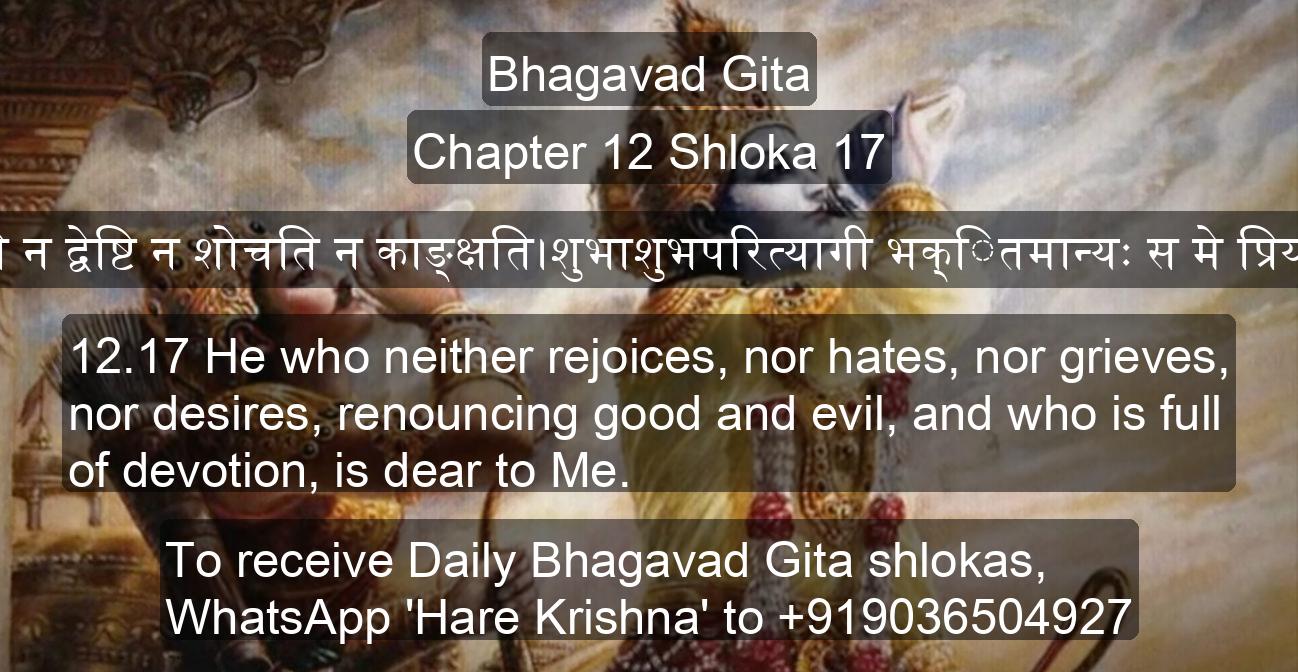 Bhagavad Gita
Chapter 12 Shloka 17
न द्वेष्टि न शोचति न काङ्क्षति।शुभाशुभपरित्यागी भक्ितमान्यः स मे
12.17 He who neither rejoices, nor hates, nor grieves,
nor desires, renouncing good and evil, and who is full
of devotion, is dear to Me.
To receive Daily Bhagavad Gita shlokas,
WhatsApp 'Hare Krishna' to +919036504927